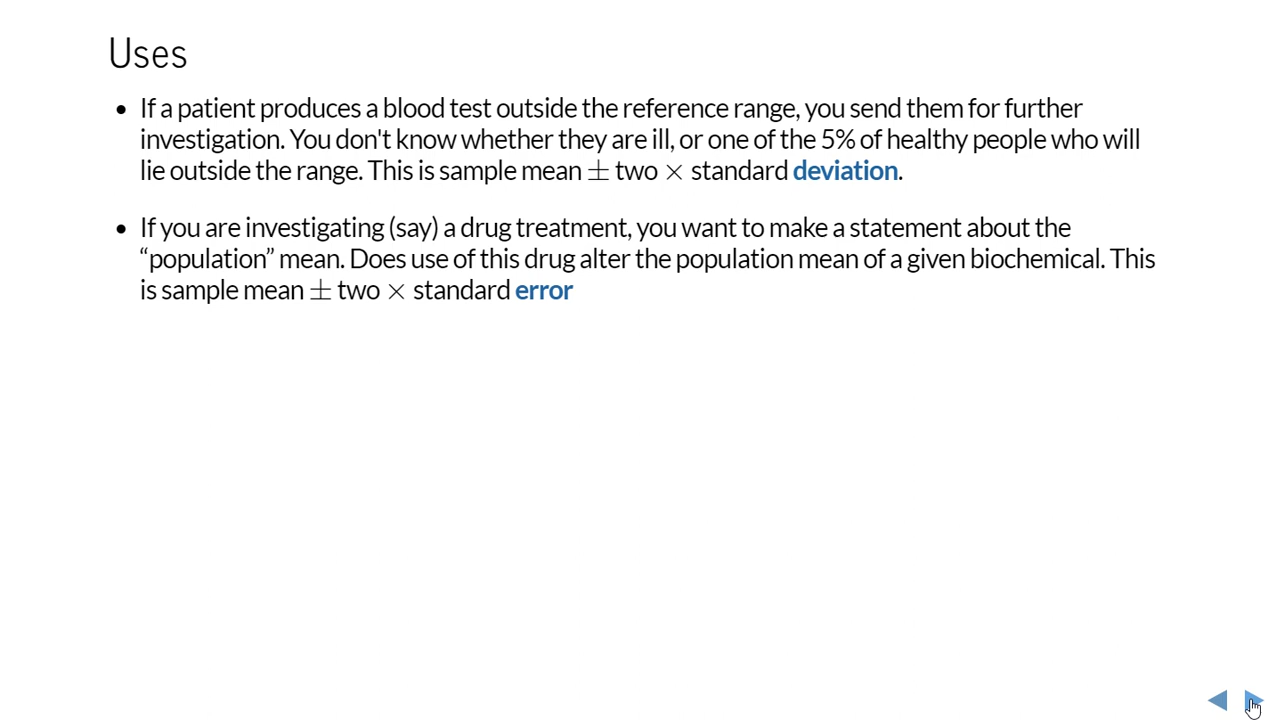 Uses
• If a patient produces a blood test outside the reference range, you send them for further
investigation. You don't know whether they are ill, or one of the 5% of healthy people who will
lie outside the range. This is sample mean ± two × standard deviation.
• If you are investigating (say) a drug treatment, you want to make a statement about the
“population” mean. Does use of this drug alter the population mean of a given biochemical. This
is sample mean ± two × standard error